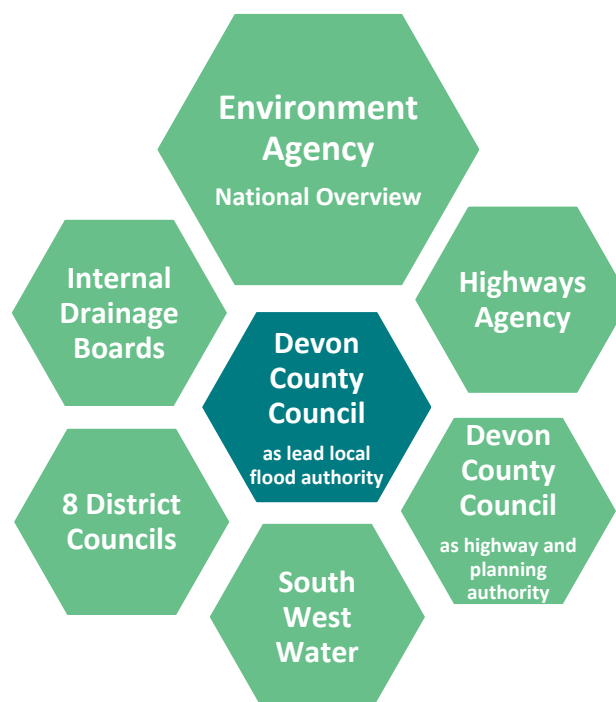 Environment
Agency
National Overview
Internal
Drainage
Boards
Highways
Agency
Devon
County
Council
as lead local
flood authority
8 District
Councils
Devon
County
Council
as highway and
planning
authority
South
West
Water